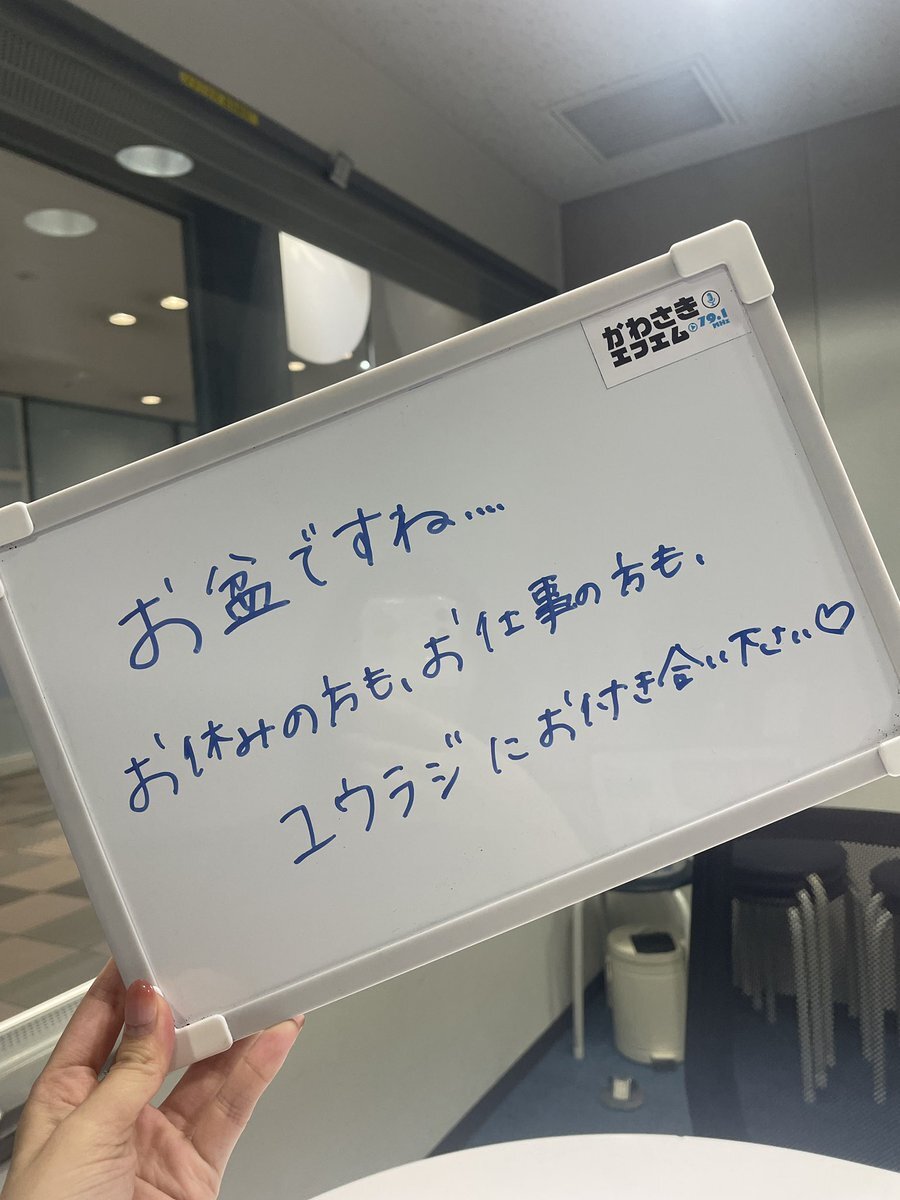 かわさき
エフエム 79.1
MHz
お盆ですね....
お休みの方も、お仕事の方も、
ユウラジにお付き合い下さい♡